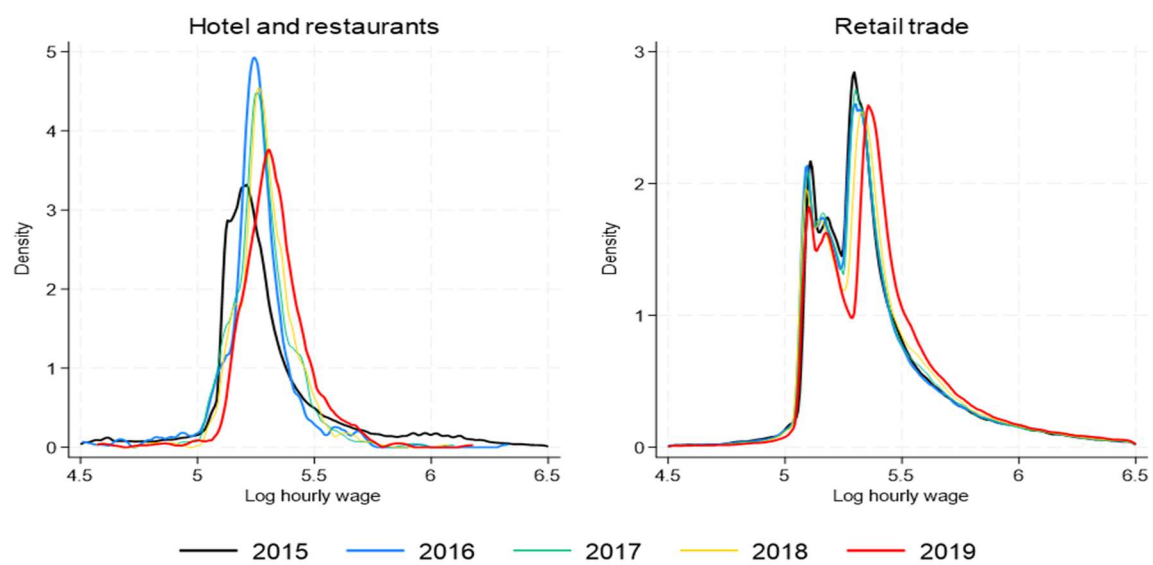 Hotel and restaurants
Density
5
4
3
2
1
0
4.5 5 5.5 6 6.5
Log hourly wage
Retail trade
Density
3
2
1
0
4.5 5 5.5 6 6.5
Log hourly wage
2015 2016 2017 2018 2019